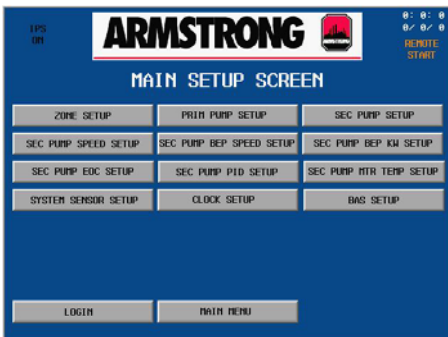 IPS
ON
ARMSTRONG
0: 0: 0
0/ 0/ 0
REMOTE
START
MAIN SETUP SCREEN
ZONE SETUP
PRIM PUMP SETUP
SEC PUMP SETUP
SEC PUMP SPEED SETUP
SEC PUMP BEP SPEED SETUP
SEC PUMP BEP KW SETUP
SEC PUMP EOC SETUP
SEC PUMP PID SETUP
SEC PUMP MTR TEMP SETUP
SYSTEM SENSOR SETUP
CLOCK SETUP
BAS SETUP
LOGIN
MAIN MENU